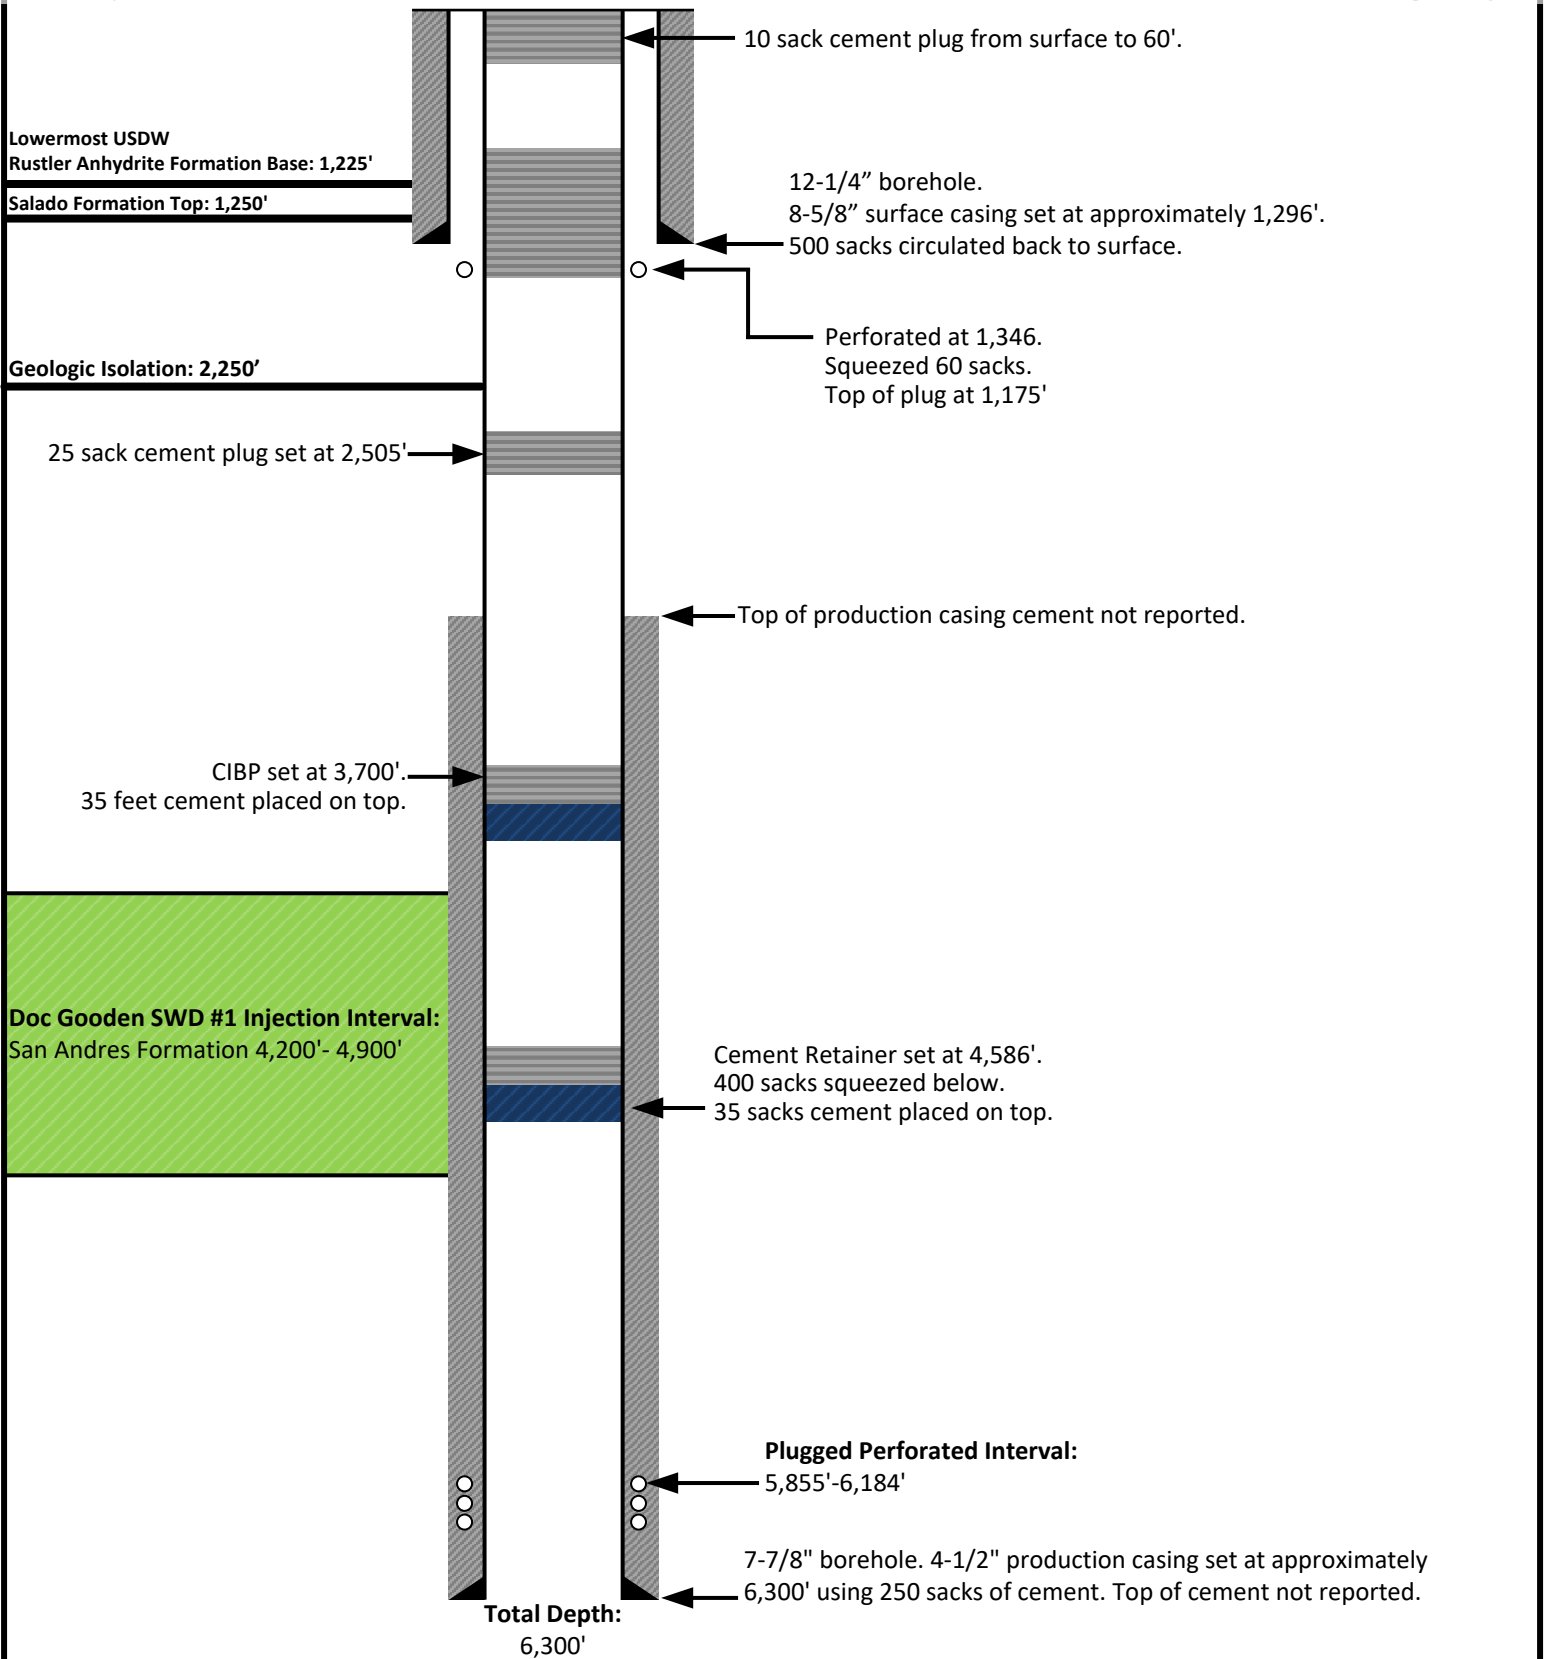 10 sack cement plug from surface to 60'.
Lowermost USDW
Rustler Anhydrite Formation Base: 1,225'
Salado Formation Top: 1,250'
12-1/4” borehole.
8-5/8” surface casing set at approximately 1,296'.
500 sacks circulated back to surface.
Perforated at 1,346.
Squeezed 60 sacks.
Top of plug at 1,175'
Geologic Isolation: 2,250’
25 sack cement plug set at 2,505'
Top of production casing cement not reported.
CIBP set at 3,700'.
35 feet cement placed on top.
Doc Gooden SWD #1 Injection Interval:
San Andres Formation 4,200'- 4,900'
Cement Retainer set at 4,586'.
400 sacks squeezed below.
35 sacks cement placed on top.
Plugged Perforated Interval:
5,855'-6,184'
7-7/8" borehole. 4-1/2" production casing set at approximately
6,300' using 250 sacks of cement. Top of cement not reported.
Total Depth:
6,300'